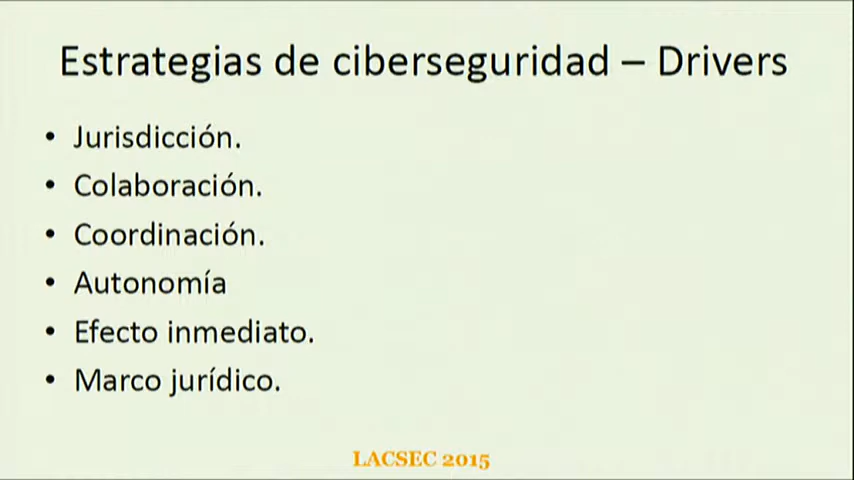 Estrategias de ciberseguridad – Drivers
• Jurisdicción.
• Colaboración.
• Coordinación.
• Autonomía
• Efecto inmediato.
• Marco jurídico.
LACSEC 2015